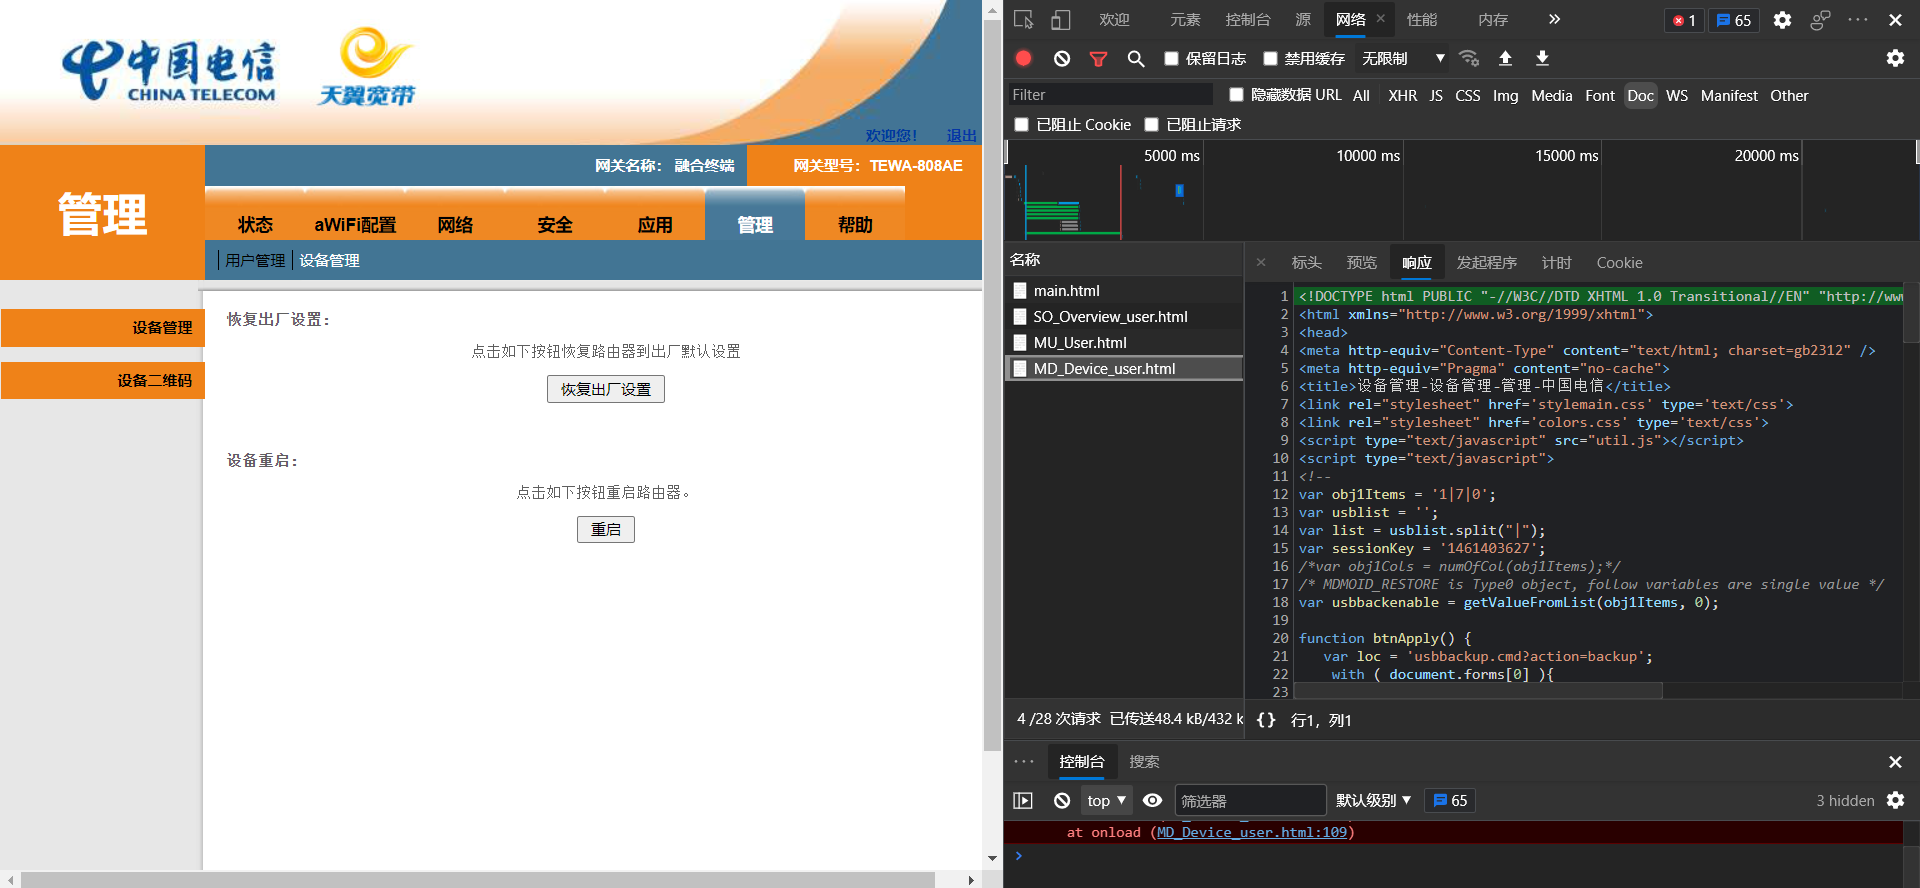 中国电信
CHINA TELECOM
天翼宽带
欢迎您！ 退出
管理
网关名称： 融合终端 网关型号：TEWA-808AE
状态 aWiFi配置 网络 安全 应用 管理 帮助
用户管理 设备管理
设备管理
设备二维码
恢复出厂设置：
点击如下按钮恢复路由器到出厂默认设置
恢复出厂设置
设备重启：
点击如下按钮重启路由器。
重启
欢迎 元素 控制台 源 网络 性能 内存 1 65
保留日志 禁用缓存 无限制
Filter 隐藏数据 URL All XHR JS CSS Img Media Font Doc WS Manifest Other
已阻止 Cookie 已阻止请求
5000 ms 10000 ms 15000 ms 20000 ms
名称
main.html
SO_Overview_user.html
MU_User.html
MD_Device_user.html
4 /28 次请求 已传送48.4 kB/432 k
标头 预览 响应 发起程序 计时 Cookie
1 <!DOCTYPE html PUBLIC "-//W3C//DTD XHTML 1.0 Transitional//EN" "http://ww
2 <html xmlns="http://www.w3.org/1999/xhtml">
3 <head>
4 <meta http-equiv="Content-Type" content="text/html; charset=gb2312" />
5 <meta http-equiv="Pragma" content="no-cache">
6 <title>设备管理-设备管理-管理-中国电信</title>
7 <link rel="stylesheet" href='stylemain.css' type='text/css'>
8 <link rel="stylesheet" href='colors.css' type='text/css'>
9 <script type="text/javascript" src="util.js"></script>
10 <script type="text/javascript">
11 <!--
12 var obj1Items = '1|7|0';
13 var usblist = '';
14 var list = usblist.split("|");
15 var sessionKey = '1461403627';
16 /*var obj1Cols = numOfCol(obj1Items);*/
17 /* MDMOID_RESTORE is Type0 object, follow variables are single value */
18 var usbbackenable = getValueFromList(obj1Items, 0);
19
20 function btnApply() {
21 var loc = 'usbbackup.cmd?action=backup';
22 with ( document.forms[0] ){
23
{} 行1，列1
控制台 搜索
top 筛选器 默认级别 65 3 hidden
at onload (MD_Device_user.html:109)